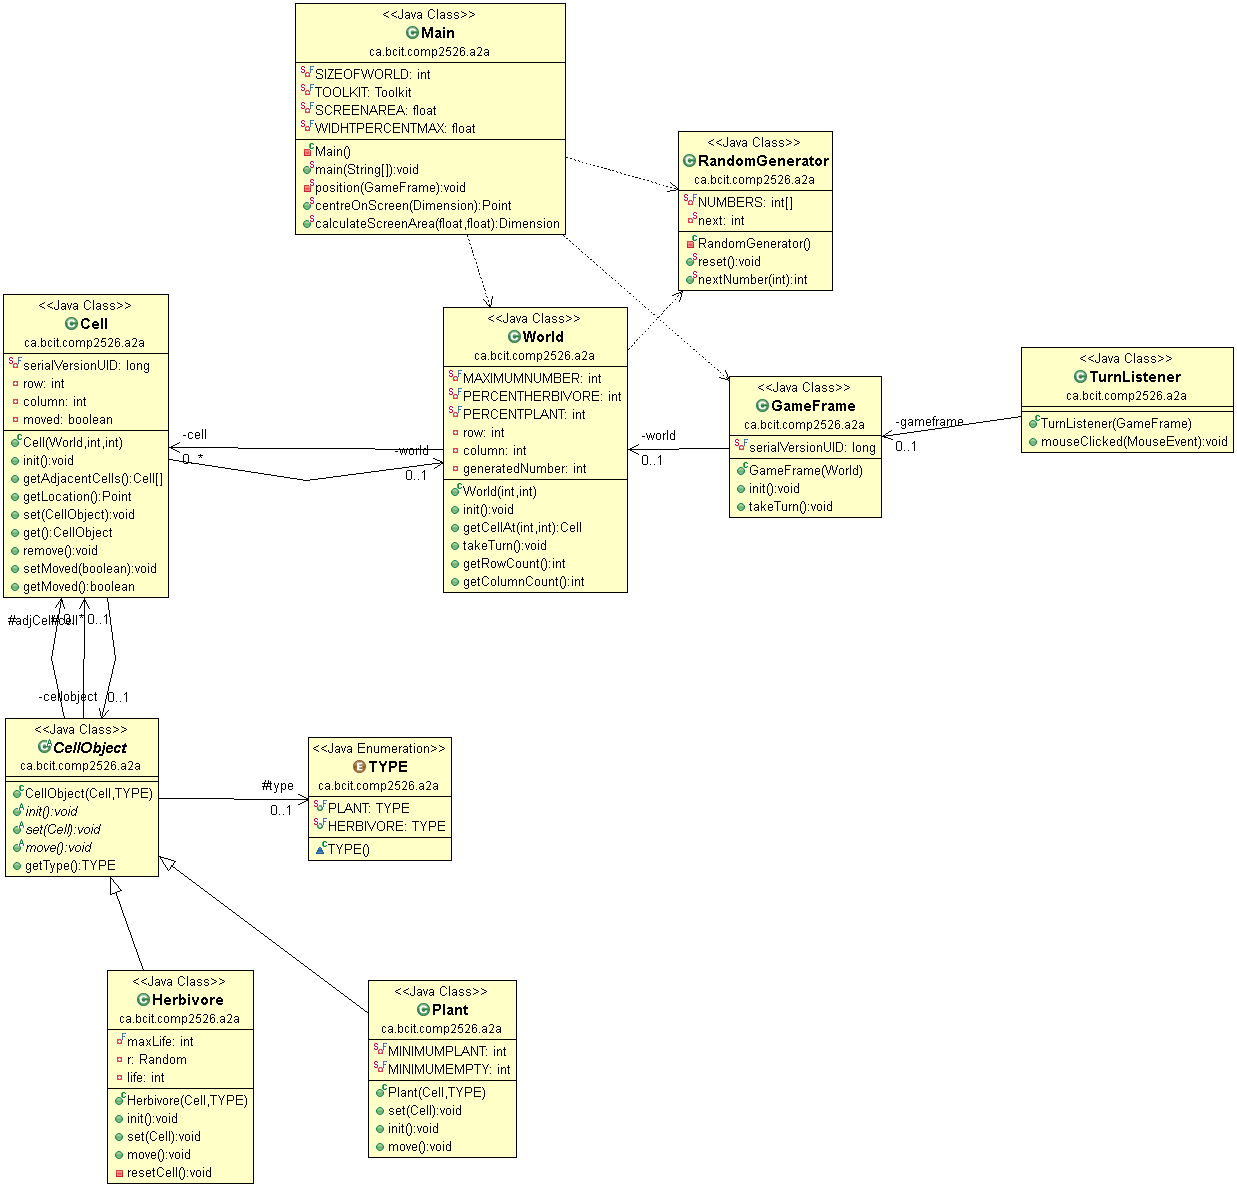 <<Java Class>>
Main
ca.bcit.comp2526.a2a
SIZEOFWORLD: int
TOOLKIT: Toolkit
SCREENAREA: float
WIDHTPERCENTMAX: float
Main()
main(String[]):void
position(GameFrame):void
centreOnScreen(Dimension):Point
calculateScreenArea(float,float):Dimension
<<Java Class>>
RandomGenerator
ca.bcit.comp2526.a2a
NUMBERS: int[]
next: int
RandomGenerator()
reset():void
nextNumber(int):int
<<Java Class>>
Cell
ca.bcit.comp2526.a2a
serialVersionUID: long
row: int
column: int
moved: boolean
Cell(World,int,int)
init():void
getAdjacentCells():Cell[]
getLocation():Point
set(CellObject):void
get():CellObject
remove():void
setMoved(boolean):void
getMoved():boolean
-cell
0..*
-world
0..1
<<Java Class>>
World
ca.bcit.comp2526.a2a
MAXIMUMNUMBER: int
PERCENTHERBIVORE: int
PERCENTPLANT: int
row: int
column: int
generatedNumber: int
World(int,int)
init():void
getCellAt(int,int):Cell
takeTurn():void
getRowCount():int
getColumnCount():int
-world
0..1
<<Java Class>>
GameFrame
ca.bcit.comp2526.a2a
serialVersionUID: long
GameFrame(World)
init():void
takeTurn():void
-gameframe
0..1
<<Java Class>>
TurnListener
ca.bcit.comp2526.a2a
TurnListener(GameFrame)
mouseClicked(MouseEvent):void
#adjCell
0..*
#cell
0..1
-cellobject
0..1
<<Java Class>>
CellObject
ca.bcit.comp2526.a2a
CellObject(Cell,TYPE)
init():void
set(Cell):void
move():void
getType():TYPE
#type
0..1
<<Java Enumeration>>
TYPE
ca.bcit.comp2526.a2a
PLANT: TYPE
HERBIVORE: TYPE
TYPE()
<<Java Class>>
Herbivore
ca.bcit.comp2526.a2a
maxLife: int
r: Random
life: int
Herbivore(Cell,TYPE)
init():void
set(Cell):void
move():void
resetCell():void
<<Java Class>>
Plant
ca.bcit.comp2526.a2a
MINIMUMPLANT: int
MINIMUMEMPTY: int
Plant(Cell,TYPE)
set(Cell):void
init():void
move():void